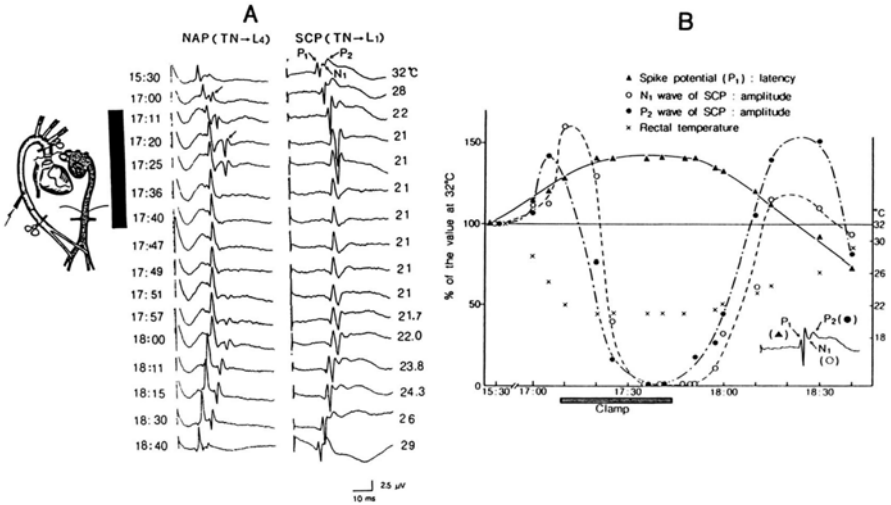 A
NAP (TN→L4) SCP (TN→L1)
P1 P2
N1
15:30 32℃
17:00 28
17:11 22
17:20 21
17:25 21
17:36 21
17:40 21
17:47 21
17:49 21
17:51 21
17:57 21.7
18:00 22.0
18:11 23.8
18:15 24.3
18:30 26
18:40 29
2.5 μV
10 ms
B
▲ Spike potential (P1) : latency
○ N1 wave of SCP : amplitude
● P2 wave of SCP : amplitude
× Rectal temperature
% of the value at 32℃
150
100
50
0
℃
32
30
26
22
18
P1 (▲)
P2 (●)
N1
(○)
15:30 17:00 17:30 18:00 18:30
Clamp